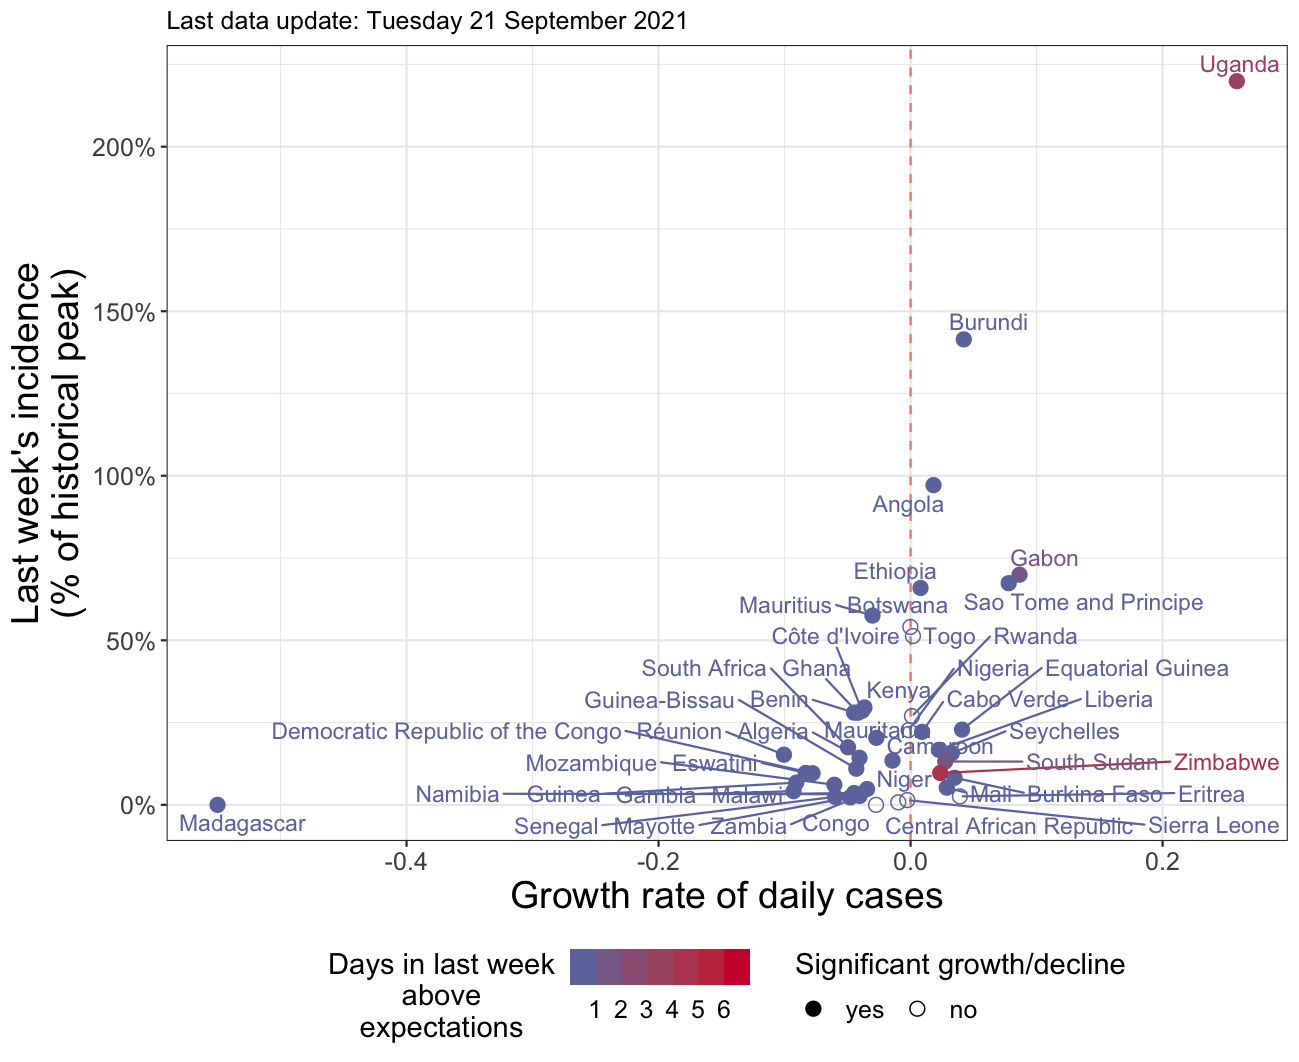 Last data update: Tuesday 21 September 2021
Last week's incidence
(% of historical peak)
200%
150%
100%
50%
0%
Uganda
Burundi
Angola
Gabon
Ethiopia
Mauritius
Botswana
Sao Tome and Principe
Côte d'Ivoire
Togo
Rwanda
South Africa
Ghana
Nigeria
Equatorial Guinea
Kenya
Guinea-Bissau
Benin
Cabo Verde
Liberia
Democratic Republic of the Congo
Réunion
Algeria
Mauritania
Seychelles
Cameroon
Mozambique
Eswatini
South Sudan
Zimbabwe
Niger
Namibia
Guinea
Gambia
Malawi
Mali
Burkina Faso
Eritrea
Madagascar
Senegal
Mayotte
Zambia
Congo
Central African Republic
Sierra Leone
-0.4
-0.2
0.0
0.2
Growth rate of daily cases
Days in last week
above
expectations
1 2 3 4 5 6
Significant growth/decline
yes
no